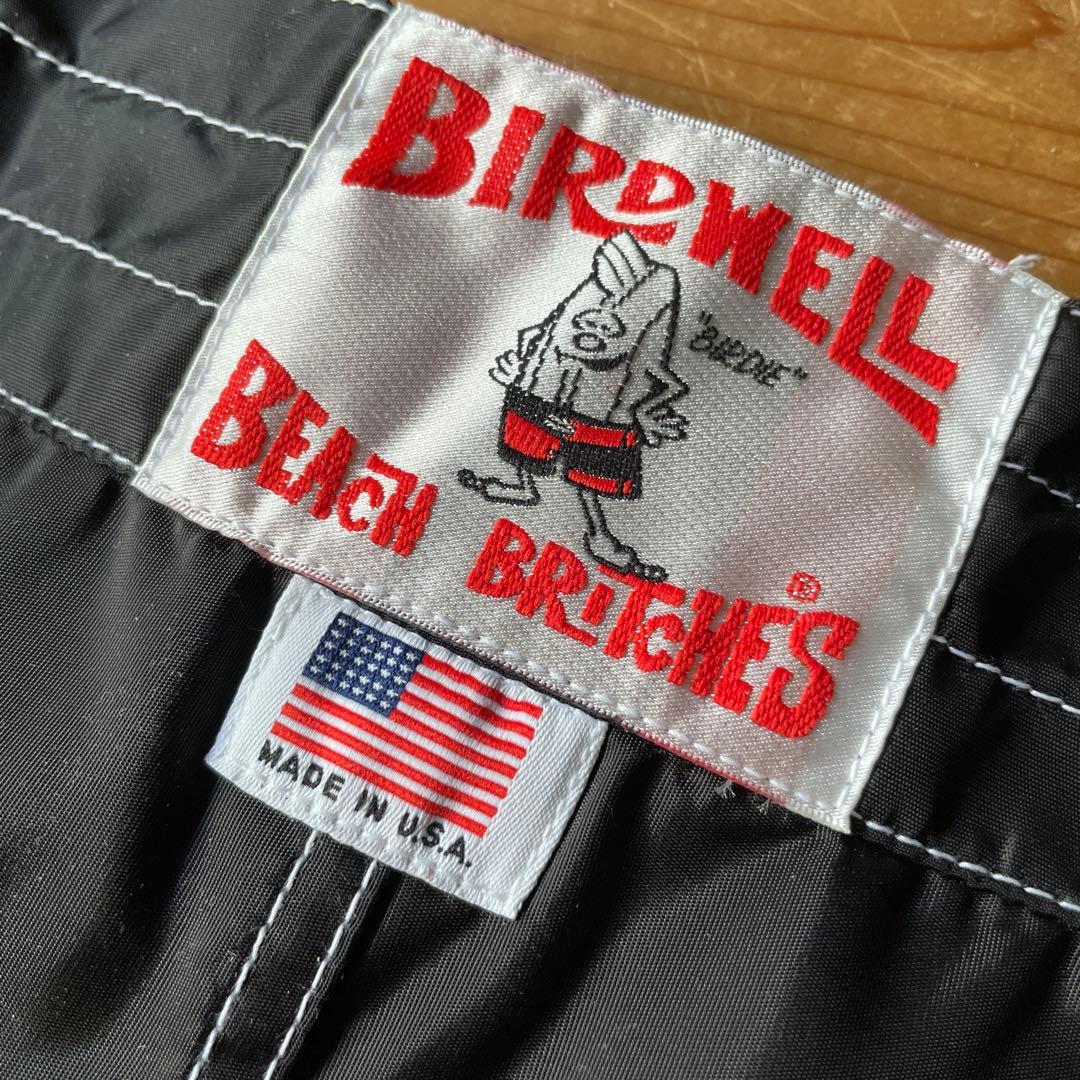 BIRDWELL
"BIRDIE"
BEACH BRITCHES®
MADE IN U.S.A.